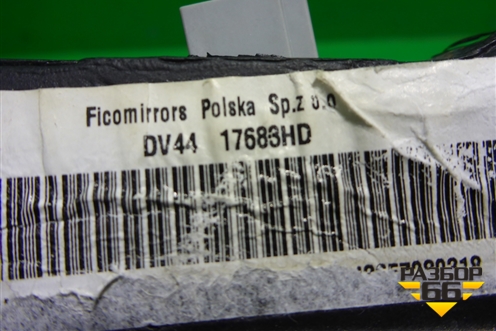 Ficomirrors Polska Sp.z o.o
DV44 17683HD
РАЗБОР
66